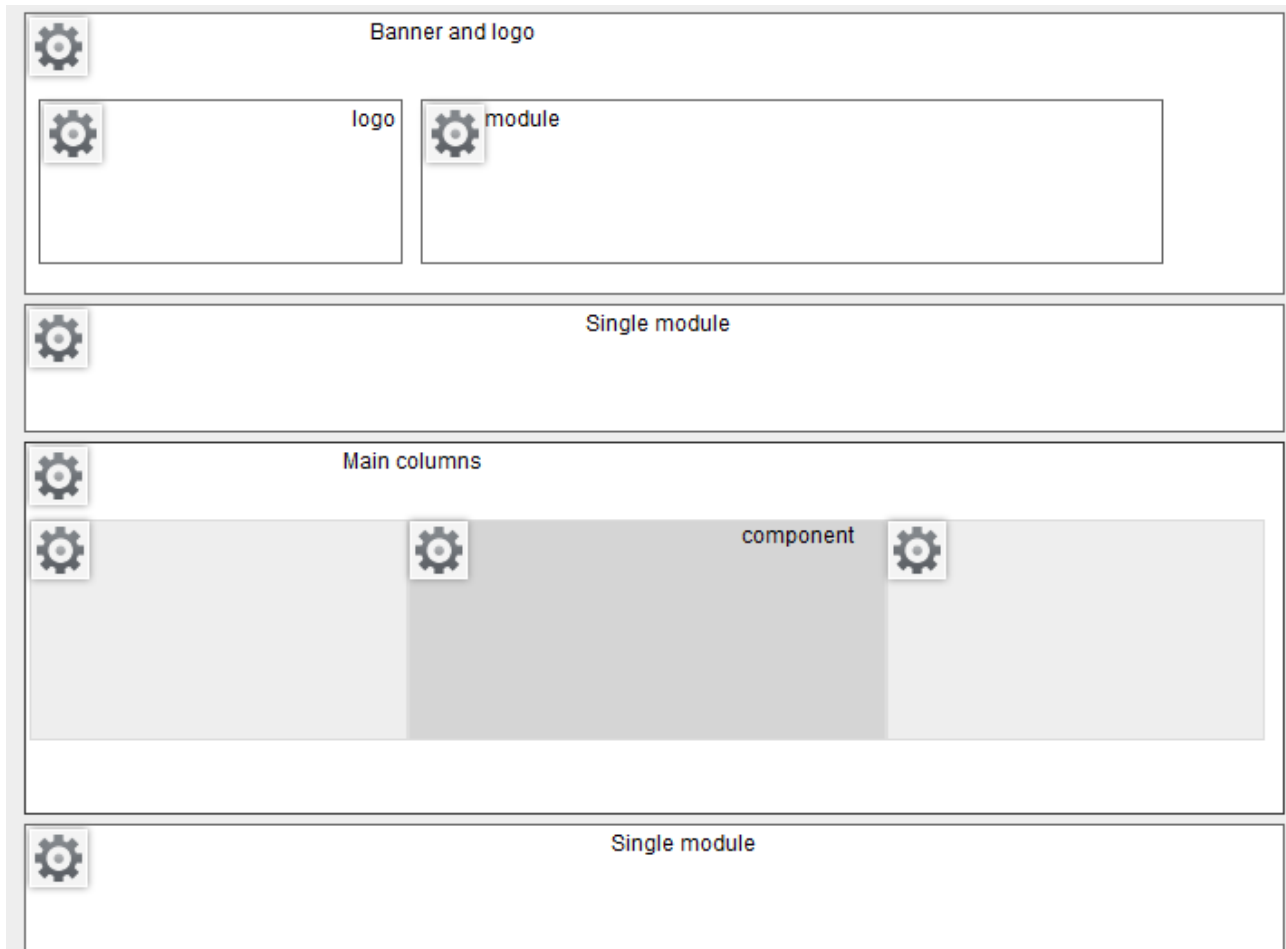 Banner and logo
logo
module
Single module
Main columns
component
Single module